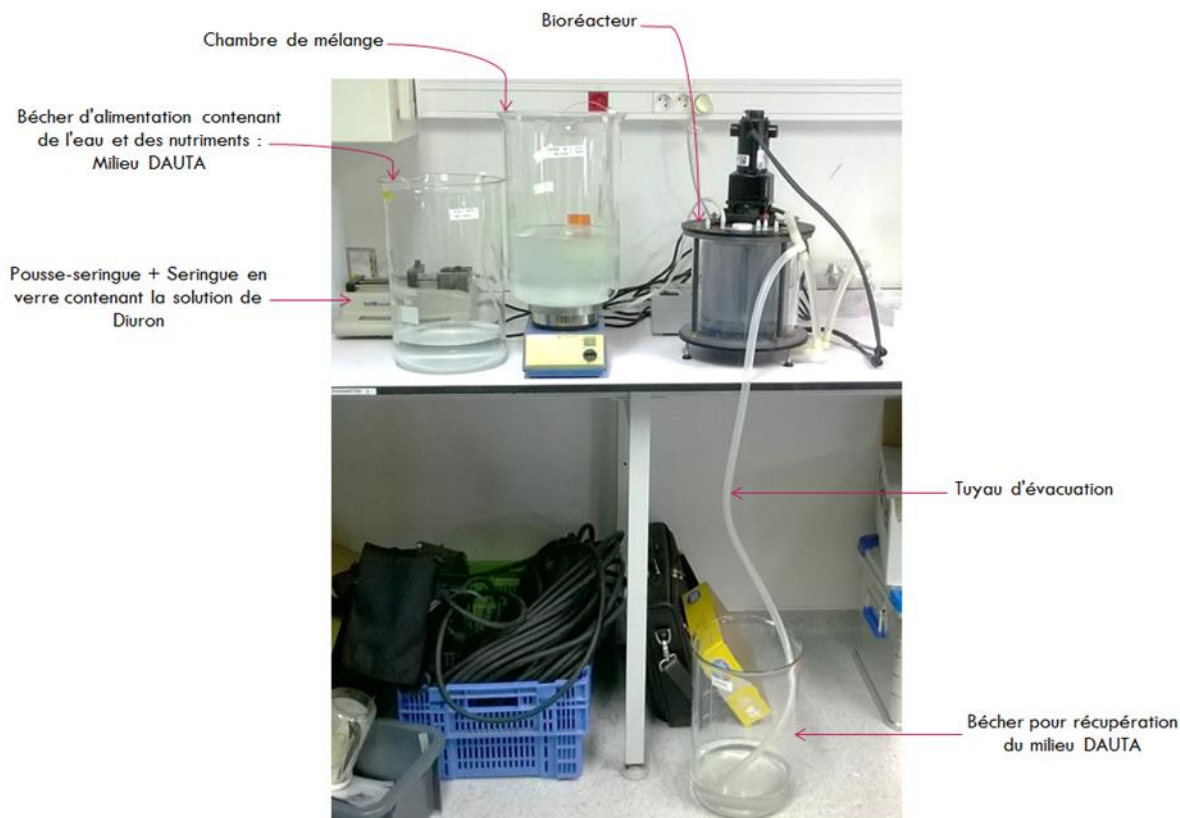 Bioréacteur
Chambre de mélange
Bécher d'alimentation contenant
de l'eau et des nutriments :
Milieu DAUTA
Pousse-seringue + Seringue en
verre contenant la solution de
Diuron
Tuyau d'évacuation
Bécher pour récupération
du milieu DAUTA